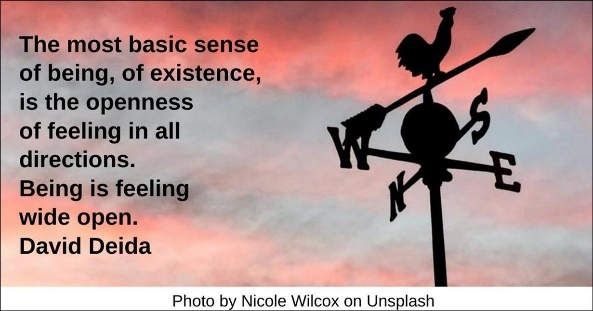 The most basic sense
of being, of existence,
is the openness
of feeling in all
directions.
Being is feeling
wide open.
David Deida
S
W
E
N
Photo by Nicole Wilcox on Unsplash